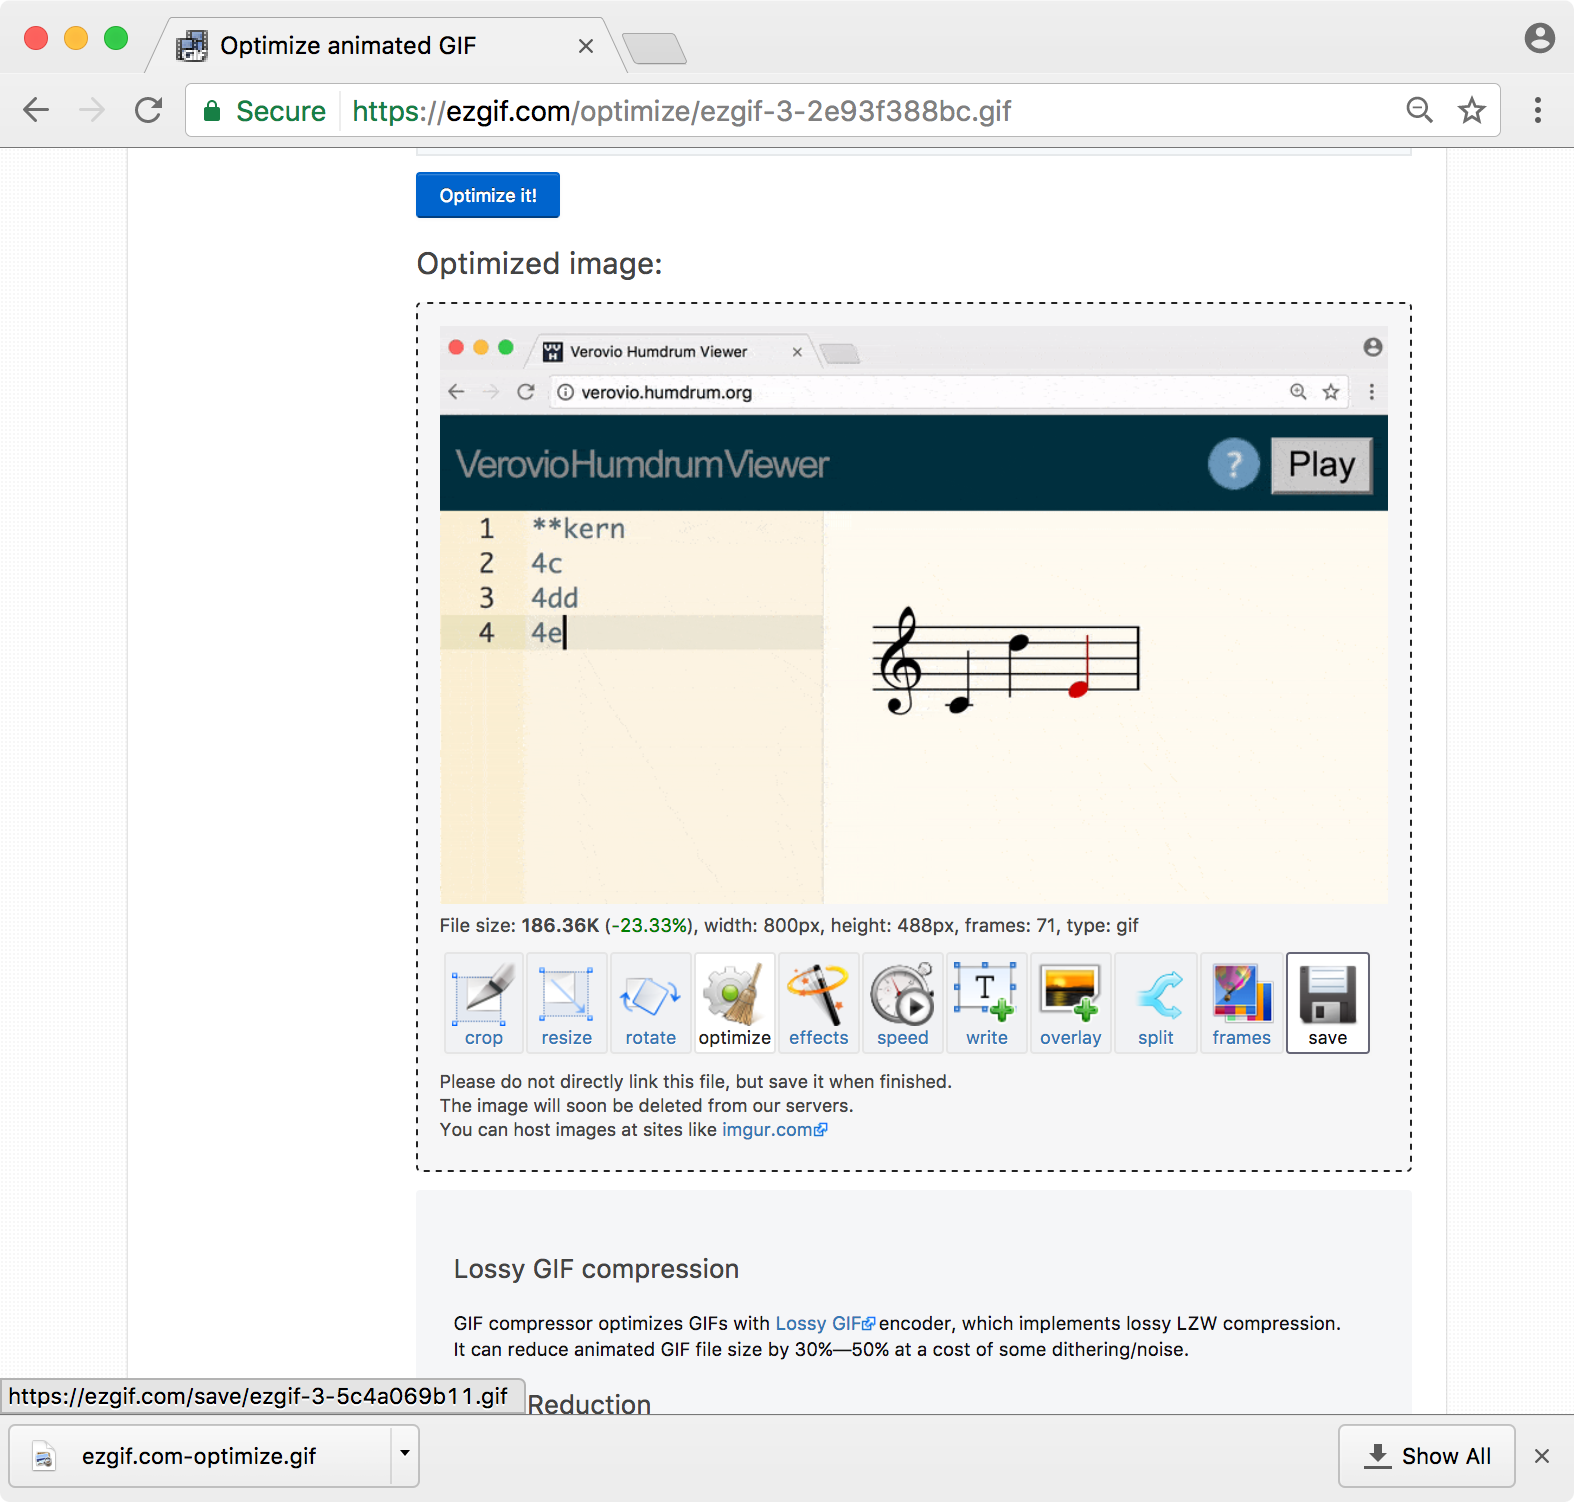 Optimize animated GIF
Secure https://ezgif.com/optimize/ezgif-3-2e93f388bc.gif
Optimize it!
Optimized image:
Verovio Humdrum Viewer
verovio.humdrum.org
VerovioHumdrumViewer ? Play
1 **kern
2 4c
3 4dd
4 4e
File size: 186.36K (-23.33%), width: 800px, height: 488px, frames: 71, type: gif
crop resize rotate optimize effects speed write overlay split frames save
Please do not directly link this file, but save it when finished.
The image will soon be deleted from our servers.
You can host images at sites like imgur.com
Lossy GIF compression
GIF compressor optimizes GIFs with Lossy GIF encoder, which implements lossy LZW compression.
It can reduce animated GIF file size by 30%—50% at a cost of some dithering/noise.
https://ezgif.com/save/ezgif-3-5c4a069b11.gif
Reduction
ezgif.com-optimize.gif
Show All